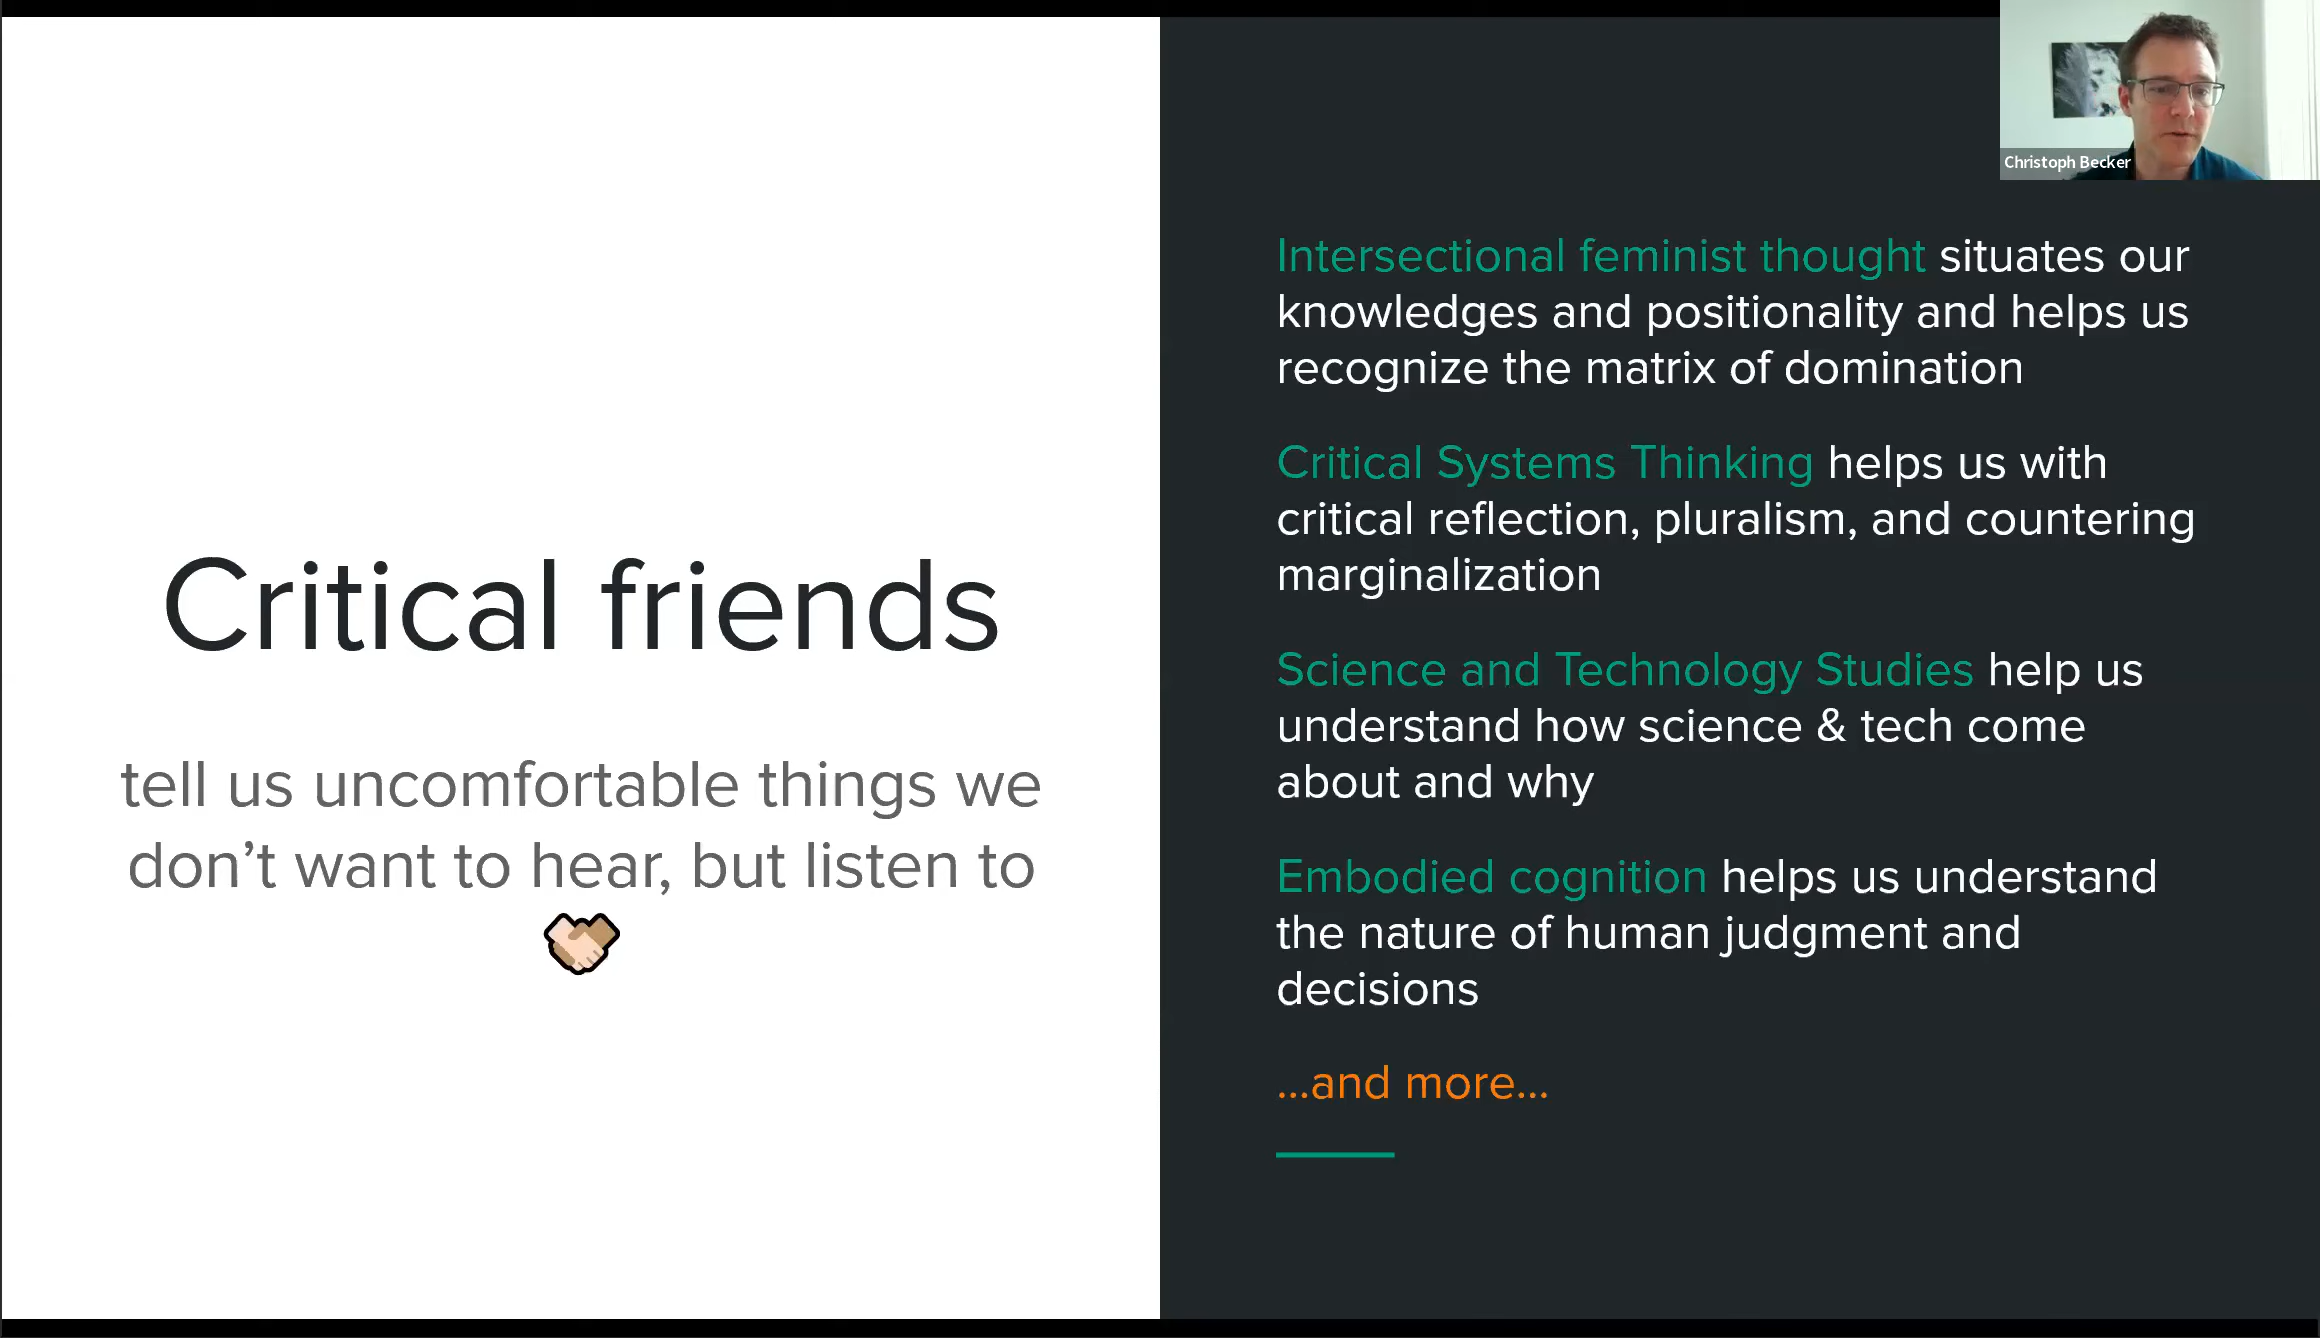 Critical friends
tell us uncomfortable things we
don’t want to hear, but listen to
Christoph Becker
Intersectional feminist thought situates our
knowledges and positionality and helps us
recognize the matrix of domination
Critical Systems Thinking helps us with
critical reflection, pluralism, and countering
marginalization
Science and Technology Studies help us
understand how science & tech come
about and why
Embodied cognition helps us understand
the nature of human judgment and
decisions
...and more...